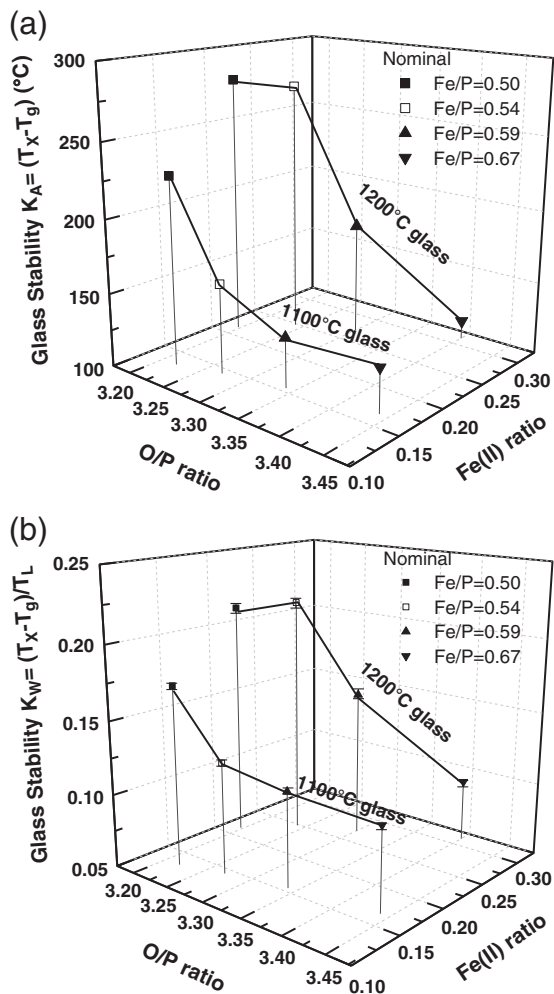 (a)
Glass Stability K_A= (T_X-T_g) (°C)
300
250
200
150
100
Nominal
Fe/P=0.50
Fe/P=0.54
Fe/P=0.59
Fe/P=0.67
1200°C glass
1100°C glass
3.20
3.25
3.30
3.35
3.40
3.45
O/P ratio
0.10
0.15
0.20
0.25
0.30
Fe(II) ratio
(b)
Glass Stability K_W= (T_X-T_g)/T_L
0.25
0.20
0.15
0.10
0.05
Nominal
Fe/P=0.50
Fe/P=0.54
Fe/P=0.59
Fe/P=0.67
1200°C glass
1100°C glass
3.20
3.25
3.30
3.35
3.40
3.45
O/P ratio
0.10
0.15
0.20
0.25
0.30
Fe(II) ratio